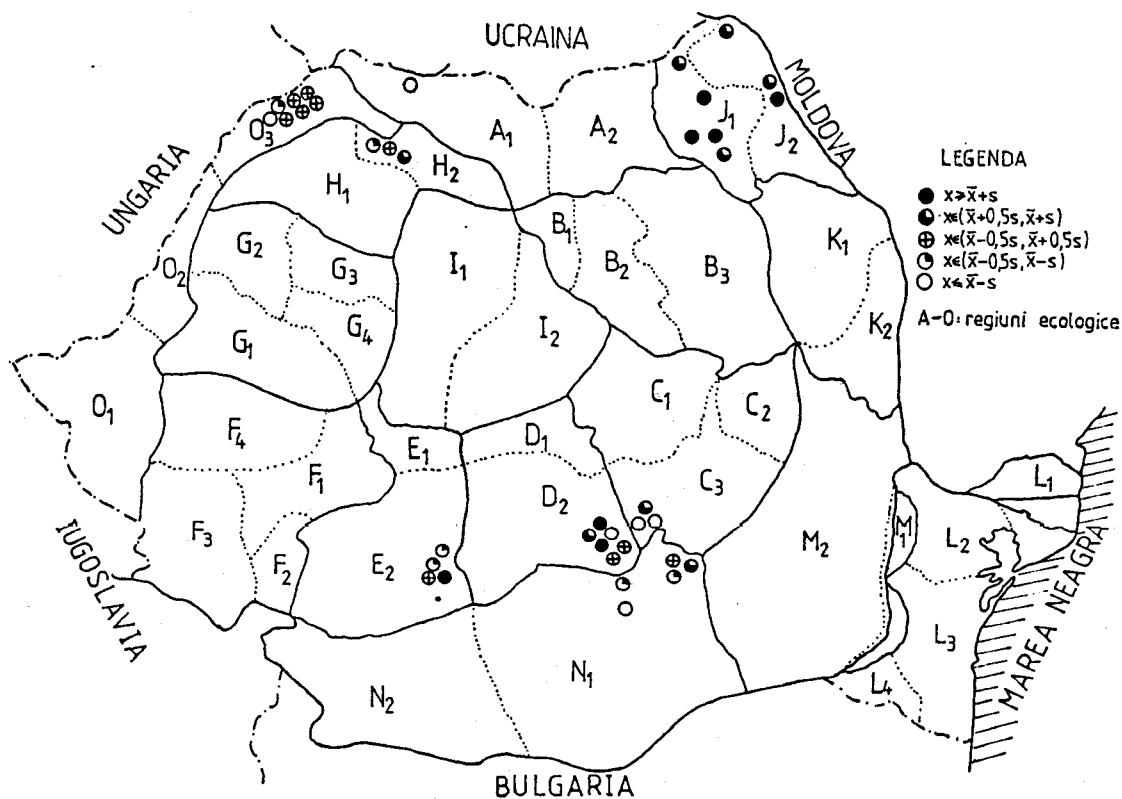 UCRAINA
MOLDOVA
UNGARIA
IUGOSLAVIA
BULGARIA
MAREA NEAGRA
LEGENDA
x≥x̄+s
x∈(x̄+0,5s,x̄+s)
x∈(x̄-0,5s,x̄+0,5s)
x∈(x̄-0,5s,x̄-s)
x≤x̄-s
A-O: regiuni ecologice
O3
A1
A2
J1
J2
H1
H2
G2
G3
O2
G1
G4
I1
I2
B1
B2
B3
K1
K2
O1
F4
F1
F3
F2
E1
E2
D1
D2
C1
C2
C3
M2
M1
L1
L2
L3
L4
N1
N2